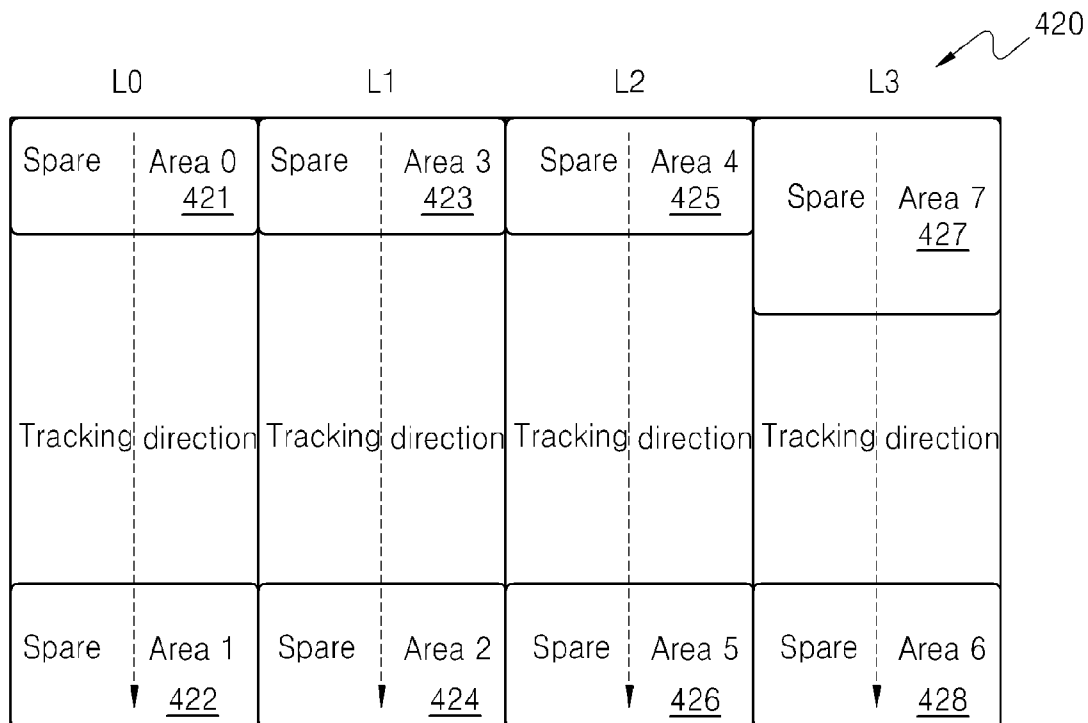 420
L0 L1 L2 L3
Spare Area 0 Spare Area 3 Spare Area 4
421 423 425
Spare Area 7
427
Tracking direction Tracking direction Tracking direction Tracking direction
Spare Area 1 Spare Area 2 Spare Area 5 Spare Area 6
422 424 426 428